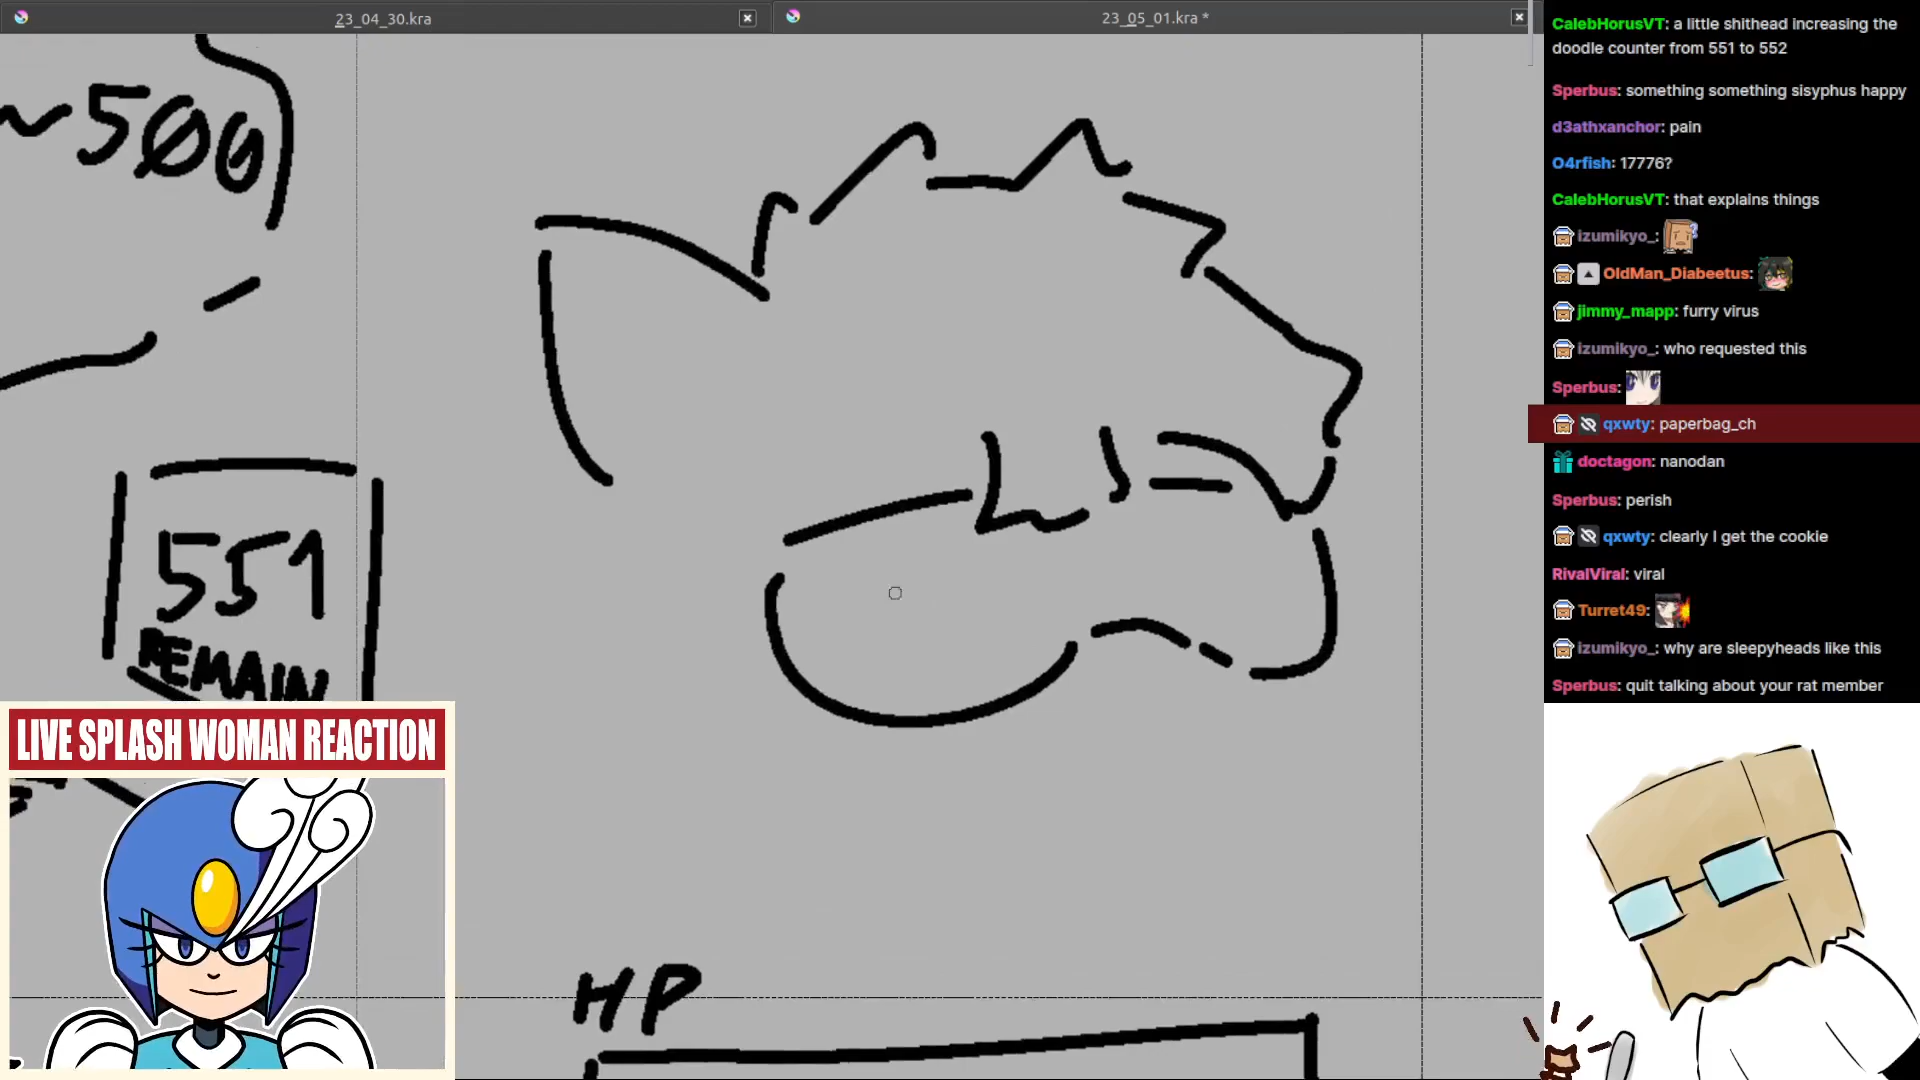 23_04_30.kra
23_05_01.kra *
~500
551
REMAIN
HP
LIVE SPLASH WOMAN REACTION
CalebHorusVT: a little shithead increasing the
doodle counter from 551 to 552
Sperbus: something something sisyphus happy
d3athxanchor: pain
O4rfish: 17776?
CalebHorusVT: that explains things
izumikyo_:
OldMan_Diabeetus:
jimmy_mapp: furry virus
izumikyo_: who requested this
Sperbus:
qxwty: paperbag_ch
doctagon: nanodan
Sperbus: perish
qxwty: clearly I get the cookie
RivalViral: viral
Turret49:
izumikyo_: why are sleepyheads like this
Sperbus: quit talking about your rat member